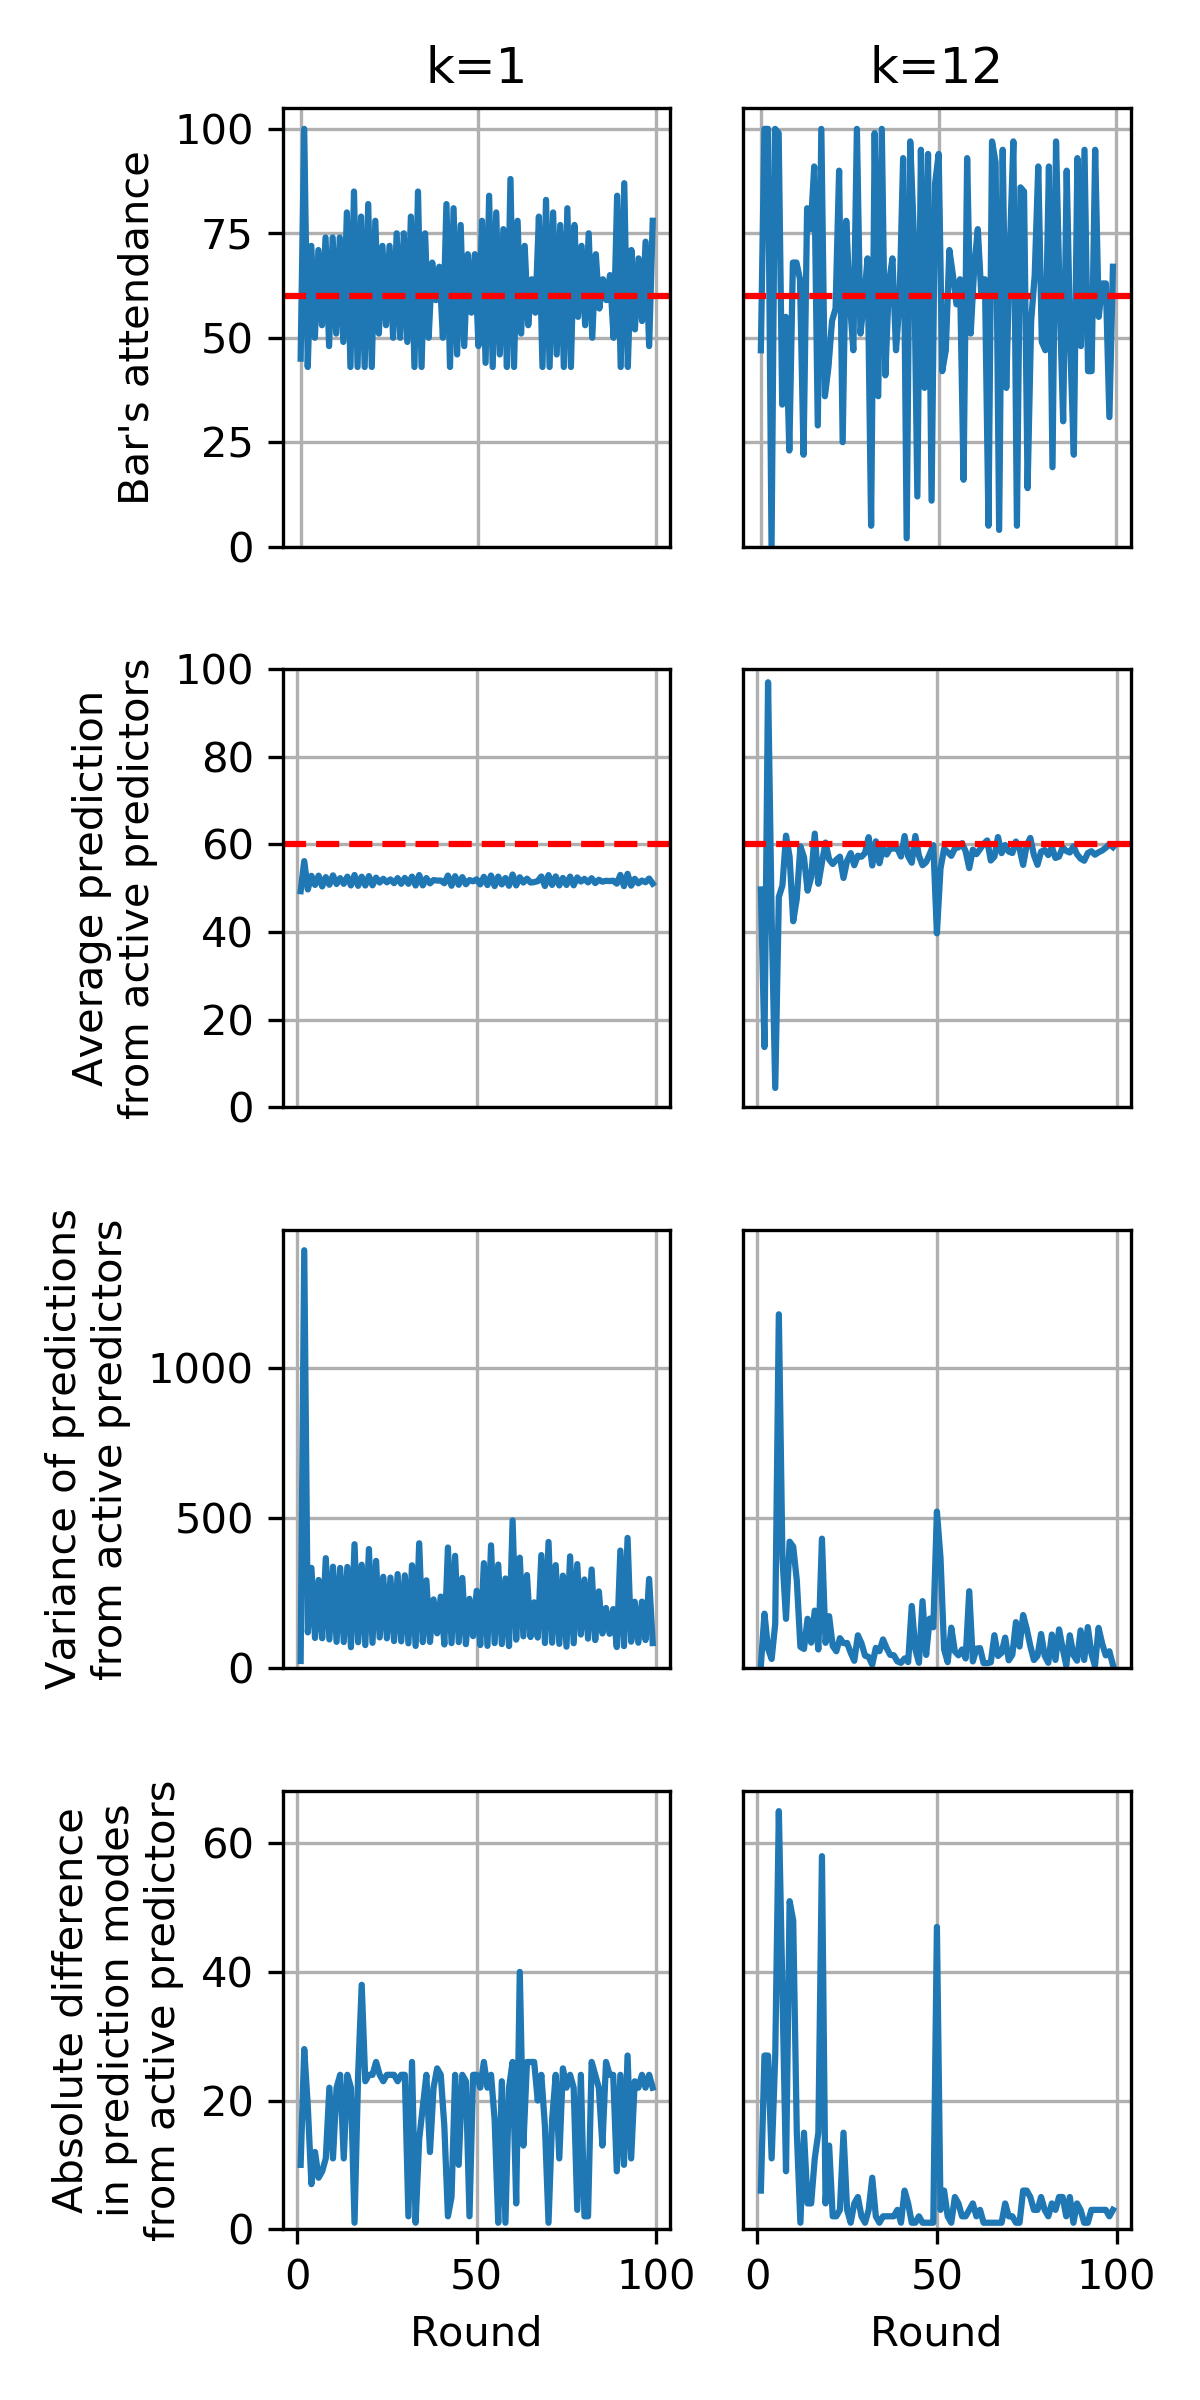 k=1
k=12
Bar's attendance
100
75
50
25
0
Average prediction
from active predictors
100
80
60
40
20
0
Variance of predictions
from active predictors
1000
500
0
Absolute difference
in prediction modes
from active predictors
60
40
20
0
0 50 100
0 50 100
Round
Round